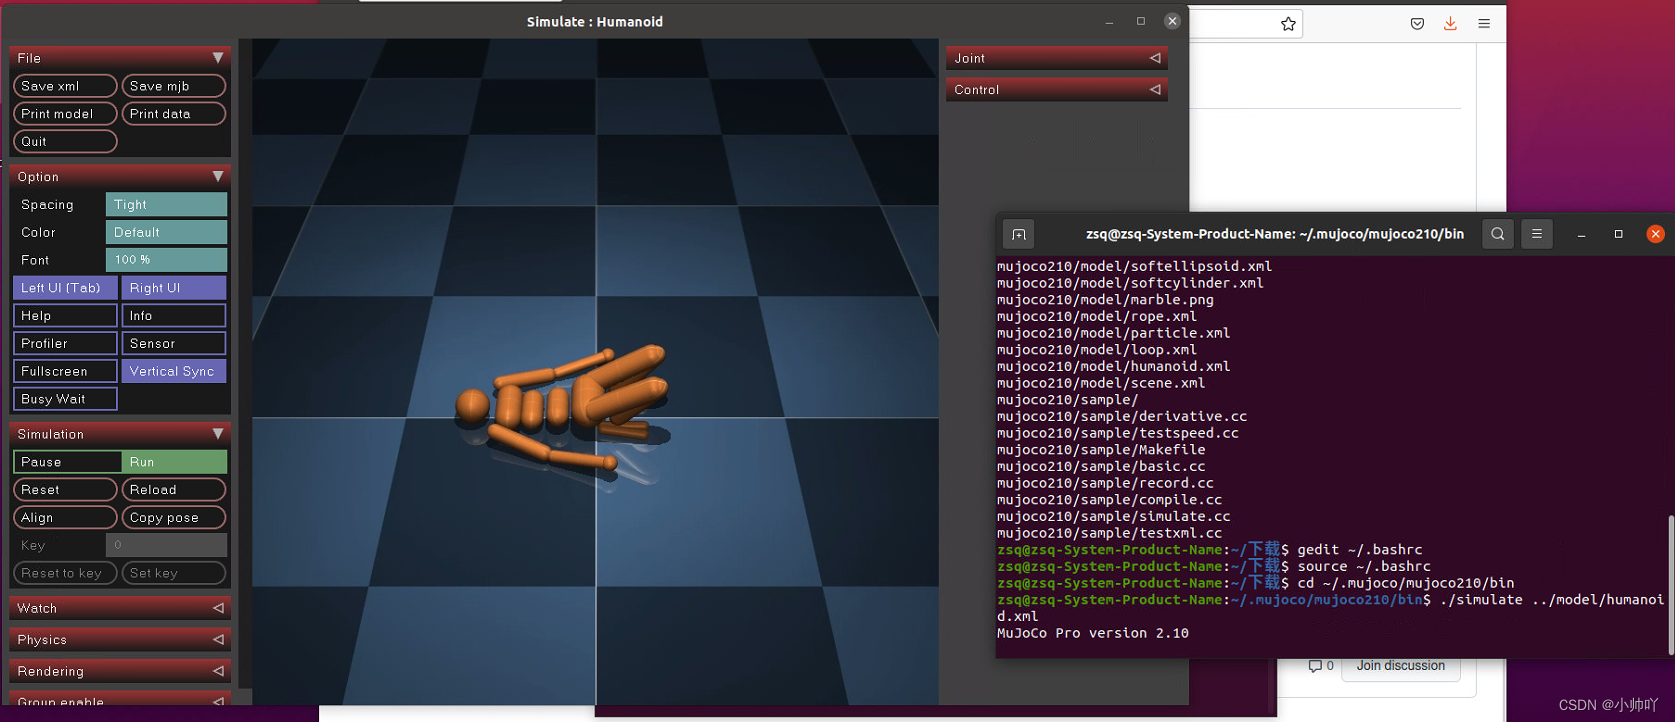 Simulate : Humanoid
File
Save xml
Save mjb
Print model
Print data
Quit
Option
Spacing
Tight
Color
Default
Font
100 %
Left UI (Tab)
Right UI
Help
Info
Profiler
Sensor
Fullscreen
Vertical Sync
Busy Wait
Simulation
Pause
Run
Reset
Reload
Align
Copy pose
Key
0
Reset to key
Set key
Watch
Physics
Rendering
Group enable
Joint
Control
zsq@zsq-System-Product-Name: ~/.mujoco/mujoco210/bin
mujoco210/model/softellipsoid.xml
mujoco210/model/softcylinder.xml
mujoco210/model/marble.png
mujoco210/model/rope.xml
mujoco210/model/particle.xml
mujoco210/model/loop.xml
mujoco210/model/humanoid.xml
mujoco210/model/scene.xml
mujoco210/sample/
mujoco210/sample/derivative.cc
mujoco210/sample/testspeed.cc
mujoco210/sample/Makefile
mujoco210/sample/basic.cc
mujoco210/sample/record.cc
mujoco210/sample/compile.cc
mujoco210/sample/simulate.cc
mujoco210/sample/testxml.cc
zsq@zsq-System-Product-Name:~/下载$ gedit ~/.bashrc
zsq@zsq-System-Product-Name:~/下载$ source ~/.bashrc
zsq@zsq-System-Product-Name:~/下载$ cd ~/.mujoco/mujoco210/bin
zsq@zsq-System-Product-Name:~/.mujoco/mujoco210/bin$ ./simulate ../model/humanoi
d.xml
MuJoCo Pro version 2.10
0
Join discussion
CSDN @小帅吖